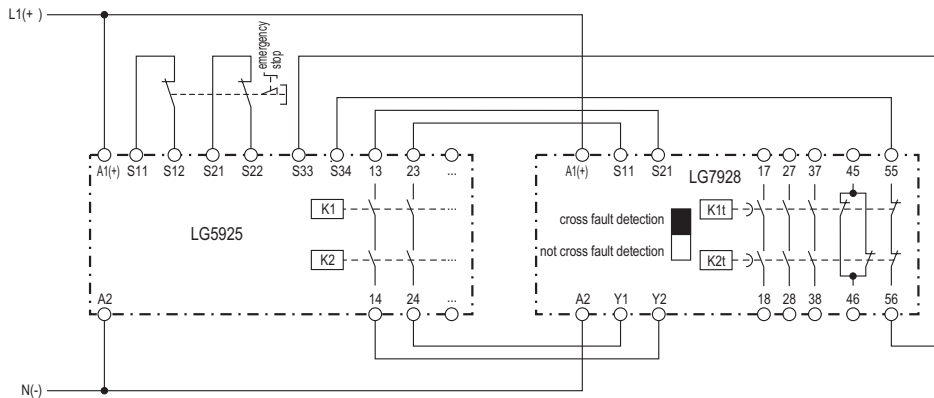 L1(+ )
emergency
stop
A1(+) S11 S12 S21 S22 S33 S34 13 23 ...
A1(+) S11 S21 17 27 37 45 55
LG7928
K1 ....
cross fault detection K1t
LG5925
K2 ....
not cross fault detection K2t
A2 14 24 ...
A2 Y1 Y2 18 28 38 46 56
N(-)